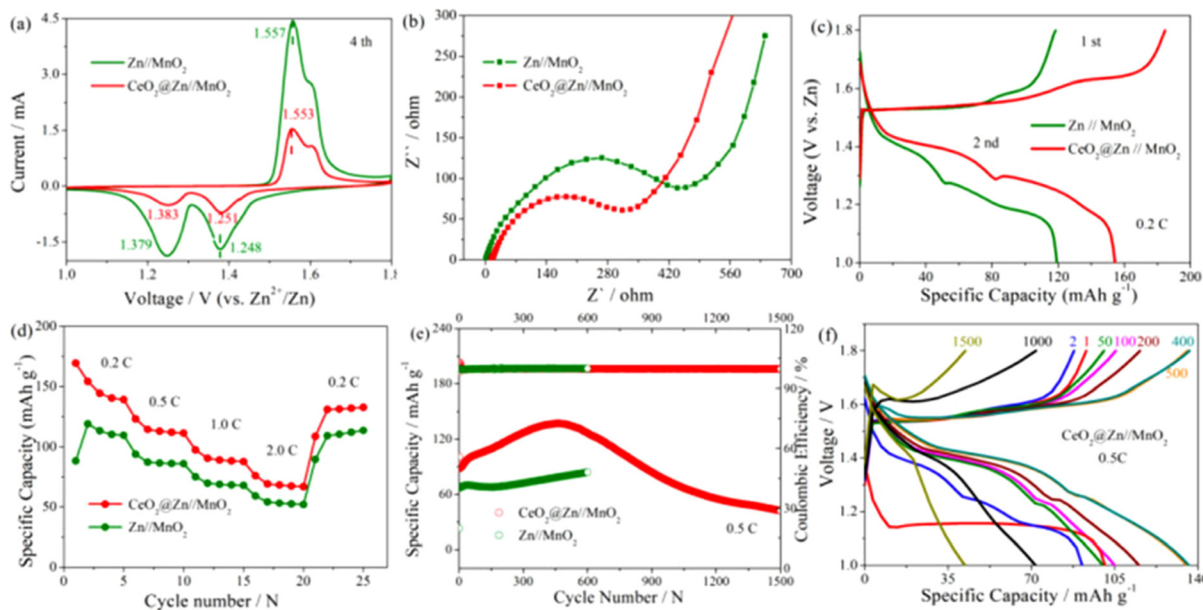 (a)
4.5
3.0
1.5
0.0
-1.5
Current / mA
1.557
4 th
Zn//MnO₂
CeO₂@Zn//MnO₂
1.553
1.383
1.251
1.379
1.248
1.0
1.2
1.4
1.6
1.8
Voltage / V (vs. Zn²⁺/Zn)
(b)
300
250
200
150
100
50
0
Z`` / ohm
Zn//MnO₂
CeO₂@Zn//MnO₂
0
140
280
420
560
700
Z` / ohm
(c)
1.8
1.6
1.4
1.2
1.0
Voltage (V vs. Zn)
1 st
Zn // MnO₂
CeO₂@Zn // MnO₂
2 nd
0.2 C
0
40
80
120
160
200
Specific Capacity (mAh g⁻¹)
(d)
200
150
100
50
0
Specific Capacity (mAh g⁻¹)
0.2 C
0.5 C
1.0 C
2.0 C
0.2 C
CeO₂@Zn//MnO₂
Zn//MnO₂
0
5
10
15
20
25
Cycle number / N
(e)
0
300
600
900
1200
1500
240
200
160
120
80
40
0
Specific Capacity / mAh g⁻¹
120
90
60
30
0
Coulombic Efficiency / %
CeO₂@Zn//MnO₂
Zn//MnO₂
0.5 C
0
300
600
900
1200
1500
Cycle Number / N
(f)
1.8
1.6
1.4
1.2
1.0
Voltage / V
1500
1000
2
1
50
100
200
400
500
CeO₂@Zn//MnO₂
0.5C
0
35
70
105
140
Specific Capacity / mAh g⁻¹